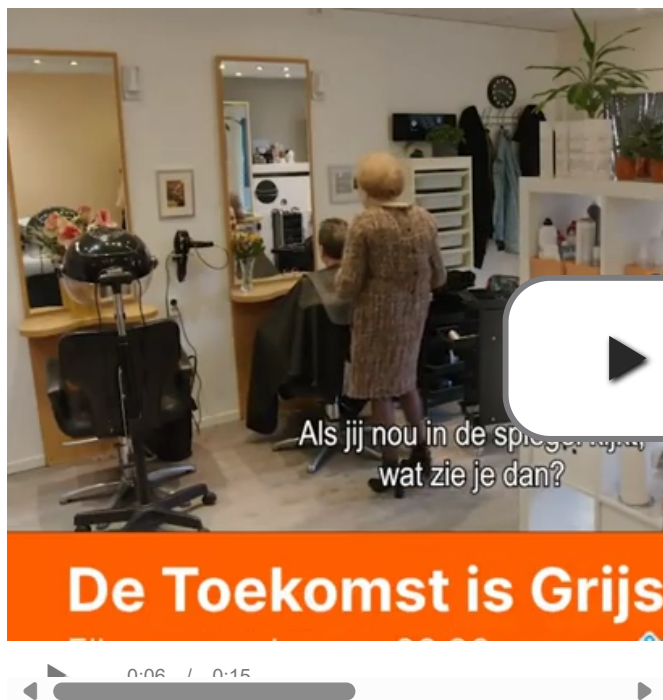 Als jij nou in de spiegel kijkt,
wat zie je dan?
De Toekomst is Grijs
0:06 / 0:15